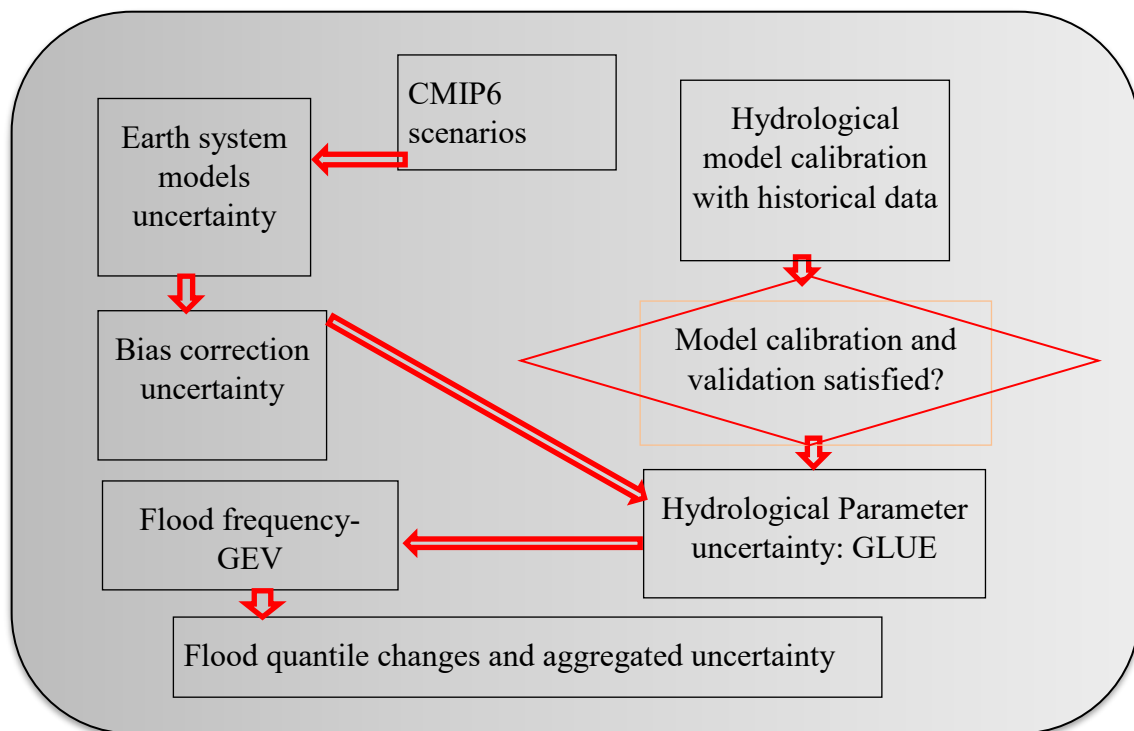 CMIP6
scenarios
Earth system
models
uncertainty
Hydrological
model calibration
with historical data
Bias correction
uncertainty
Model calibration and
validation satisfied?
Flood frequency-
GEV
Hydrological Parameter
uncertainty: GLUE
Flood quantile changes and aggregated uncertainty